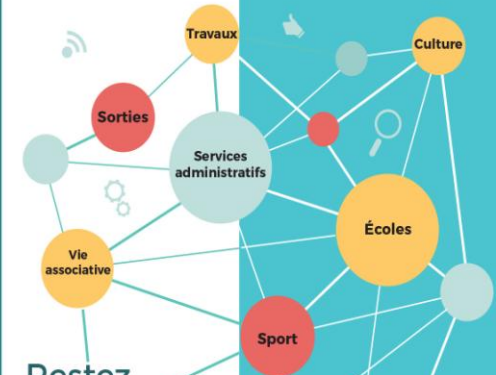 Travaux
Culture
Sorties
Services
administratifs
Écoles
Vie
associative
Sport
Restez